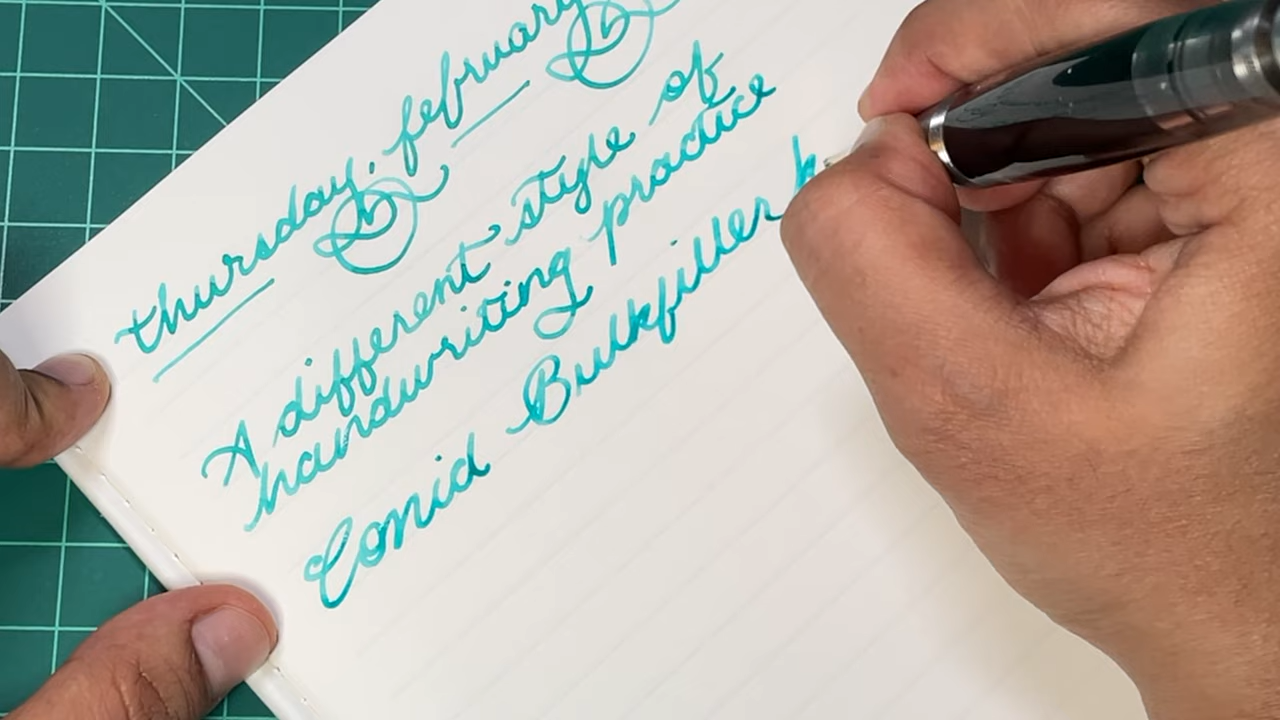 thursday, february
A different style of
handwriting practice
Conid Bulkfiller k